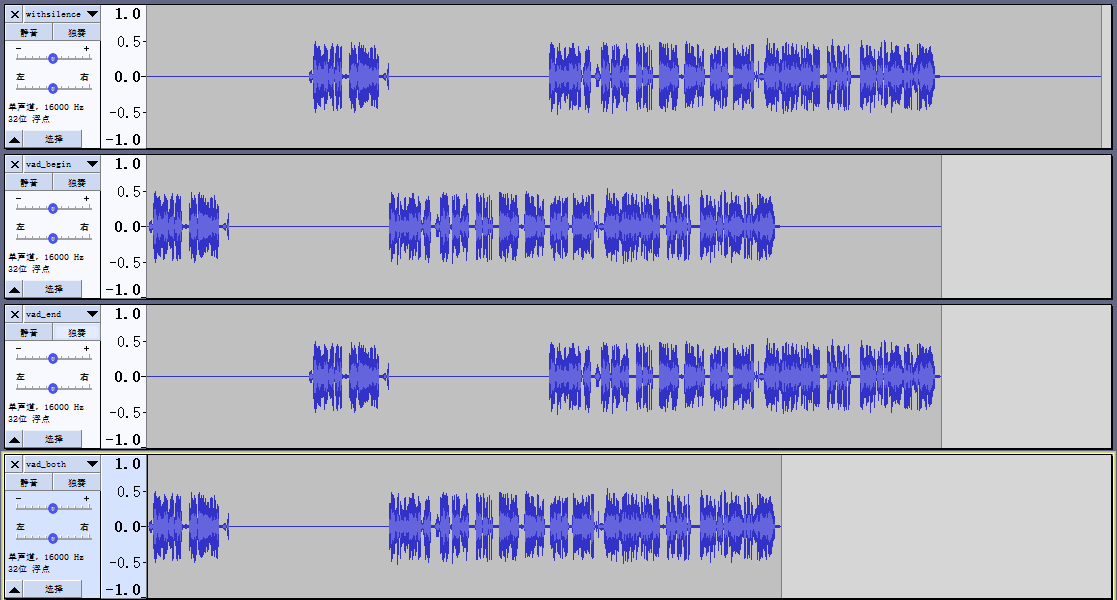 withsilence
静音 独奏
- +
左 右
单声道, 16000 Hz
32位 浮点
选择
1.0
0.5
0.0
-0.5
-1.0
vad_begin
静音 独奏
- +
左 右
单声道, 16000 Hz
32位 浮点
选择
1.0
0.5
0.0
-0.5
-1.0
vad_end
静音 独奏
- +
左 右
单声道, 16000 Hz
32位 浮点
选择
1.0
0.5
0.0
-0.5
-1.0
vad_both
静音 独奏
- +
左 右
单声道, 16000 Hz
32位 浮点
选择
1.0
0.5
0.0
-0.5
-1.0